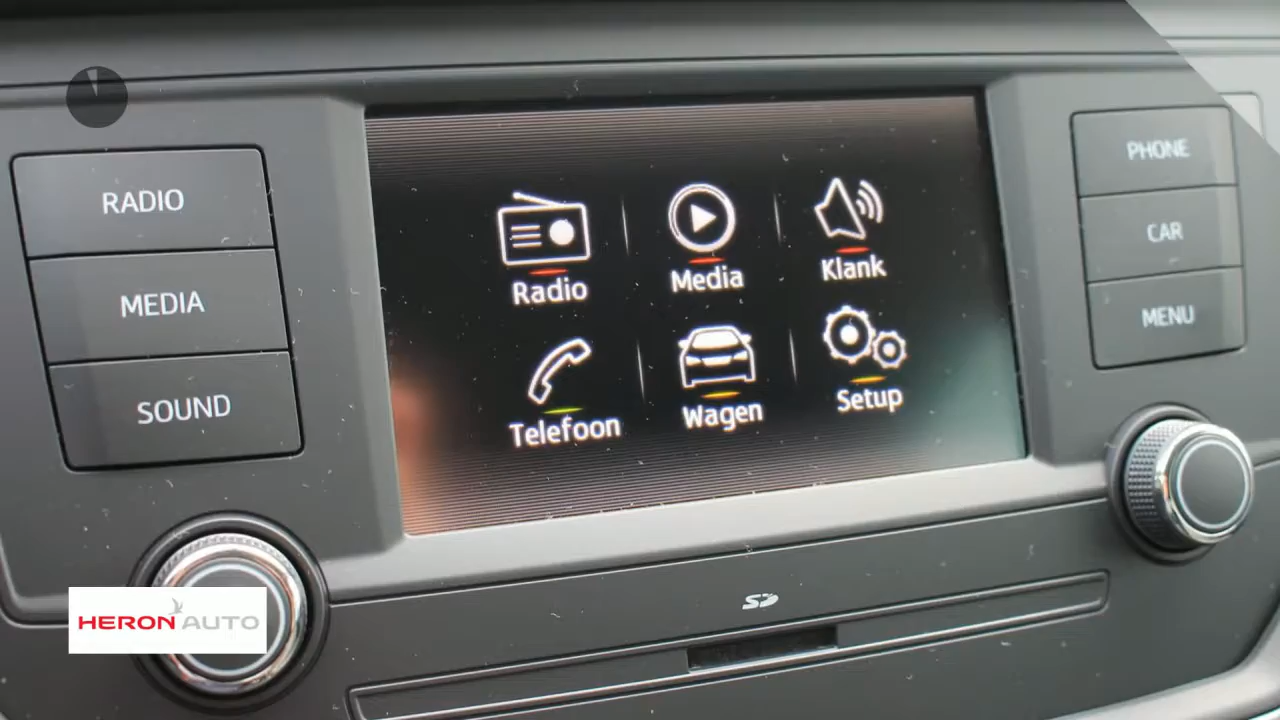 RADIO
MEDIA
SOUND
Radio
Media
Klank
Telefoon
Wagen
Setup
PHONE
CAR
MENU
SD
HERON AUTO